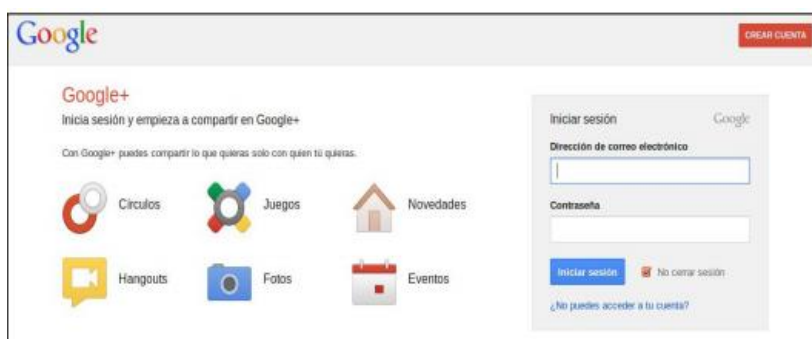 Google
CREAR CUENTA
Google+
Inicia sesión y empieza a compartir en Google+
Con Google+ puedes compartir lo que quieras solo con quien tú quieras.
Círculos
Juegos
Novedades
Hangouts
Fotos
Eventos
Iniciar sesión
Google
Dirección de correo electrónico
Contraseña
Iniciar sesión
No cerrar sesión
¿No puedes acceder a tu cuenta?